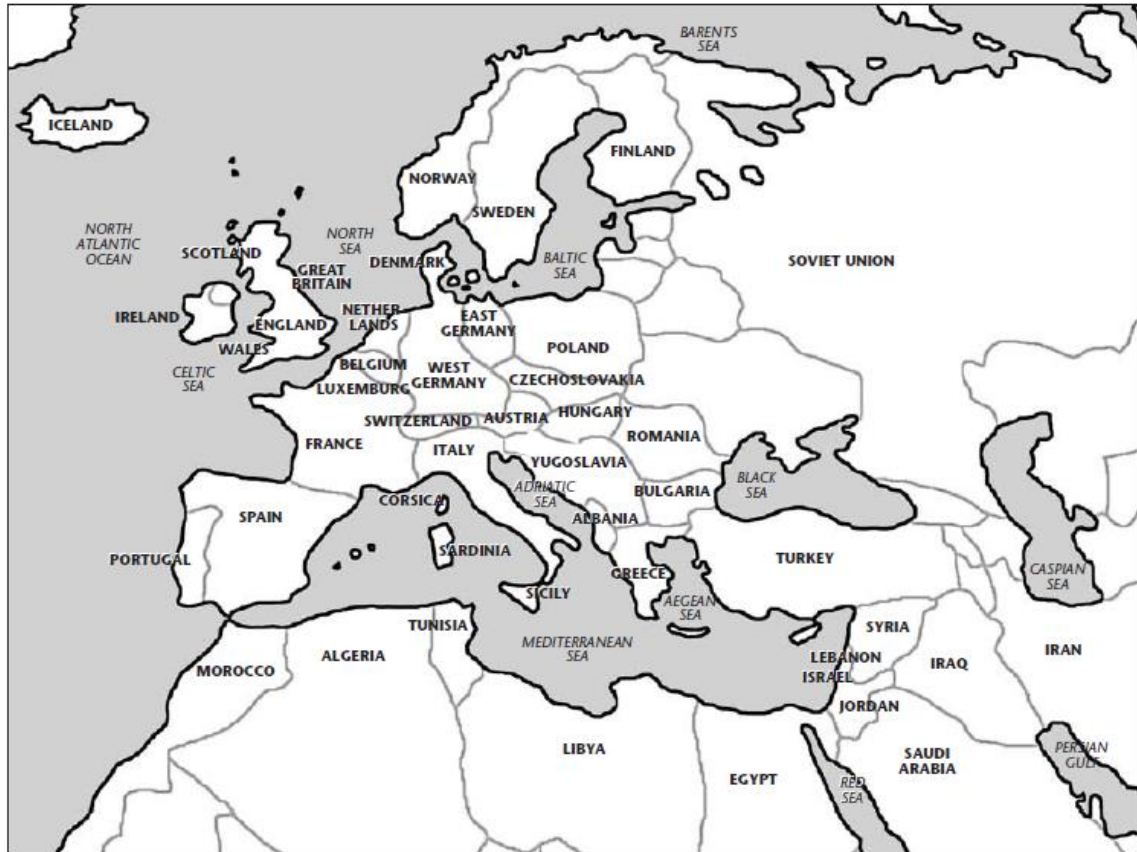 BARENTS
SEA
ICELAND
FINLAND
NORWAY
SWEDEN
NORTH
ATLANTIC
OCEAN
NORTH
SEA
SCOTLAND
DENMARK
BALTIC
SEA
SOVIET UNION
GREAT
BRITAIN
IRELAND
ENGLAND
NETHER
LANDS
EAST
GERMANY
WALES
POLAND
CELTIC
SEA
BELGIUM
WEST
GERMANY
LUXEMBURG
CZECHOSLOVAKIA
SWITZERLAND
AUSTRIA
HUNGARY
FRANCE
ITALY
ROMANIA
YUGOSLAVIA
ADRIATIC
SEA
BULGARIA
BLACK
SEA
CORSICA
SPAIN
ALBANIA
PORTUGAL
SARDINIA
TURKEY
GREECE
CASPIAN
SEA
SICILY
AEGEAN
SEA
TUNISIA
MEDITERRANEAN
SEA
SYRIA
MOROCCO
ALGERIA
LEBANON
IRAQ
IRAN
ISRAEL
JORDAN
LIBYA
EGYPT
SAUDI
ARABIA
PERSIAN
GULF
RED
SEA